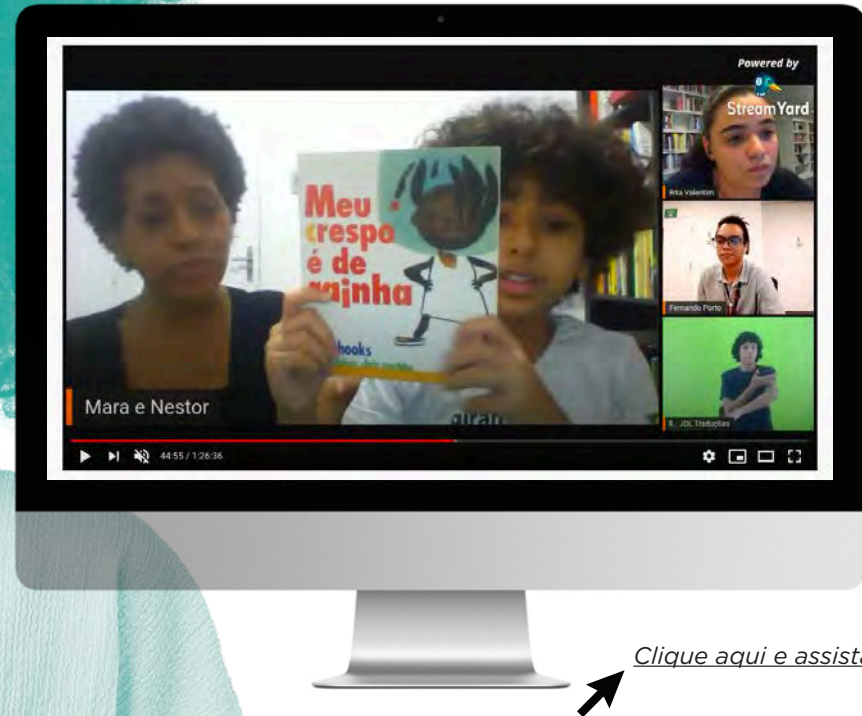 Powered by
StreamYard
Meu
crespo
é de
rainha
hooks
Rita Valentim
Fernando Porto
JDL Traduções
giran
Mara e Nestor
44:55 / 1:26:36
Clique aqui e assista